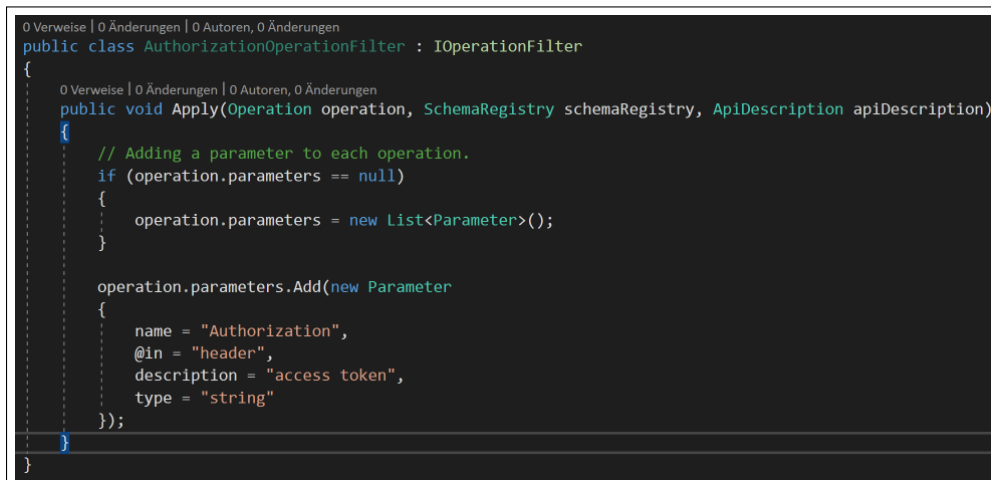 0 Verweise | 0 Änderungen | 0 Autoren, 0 Änderungen
public class AuthorizationOperationFilter : IOperationFilter
{
0 Verweise | 0 Änderungen | 0 Autoren, 0 Änderungen
public void Apply(Operation operation, SchemaRegistry schemaRegistry, ApiDescription apiDescription)
{
// Adding a parameter to each operation.
if (operation.parameters == null)
{
operation.parameters = new List<Parameter>();
}
operation.parameters.Add(new Parameter
{
name = "Authorization",
@in = "header",
description = "access token",
type = "string"
});
}
}